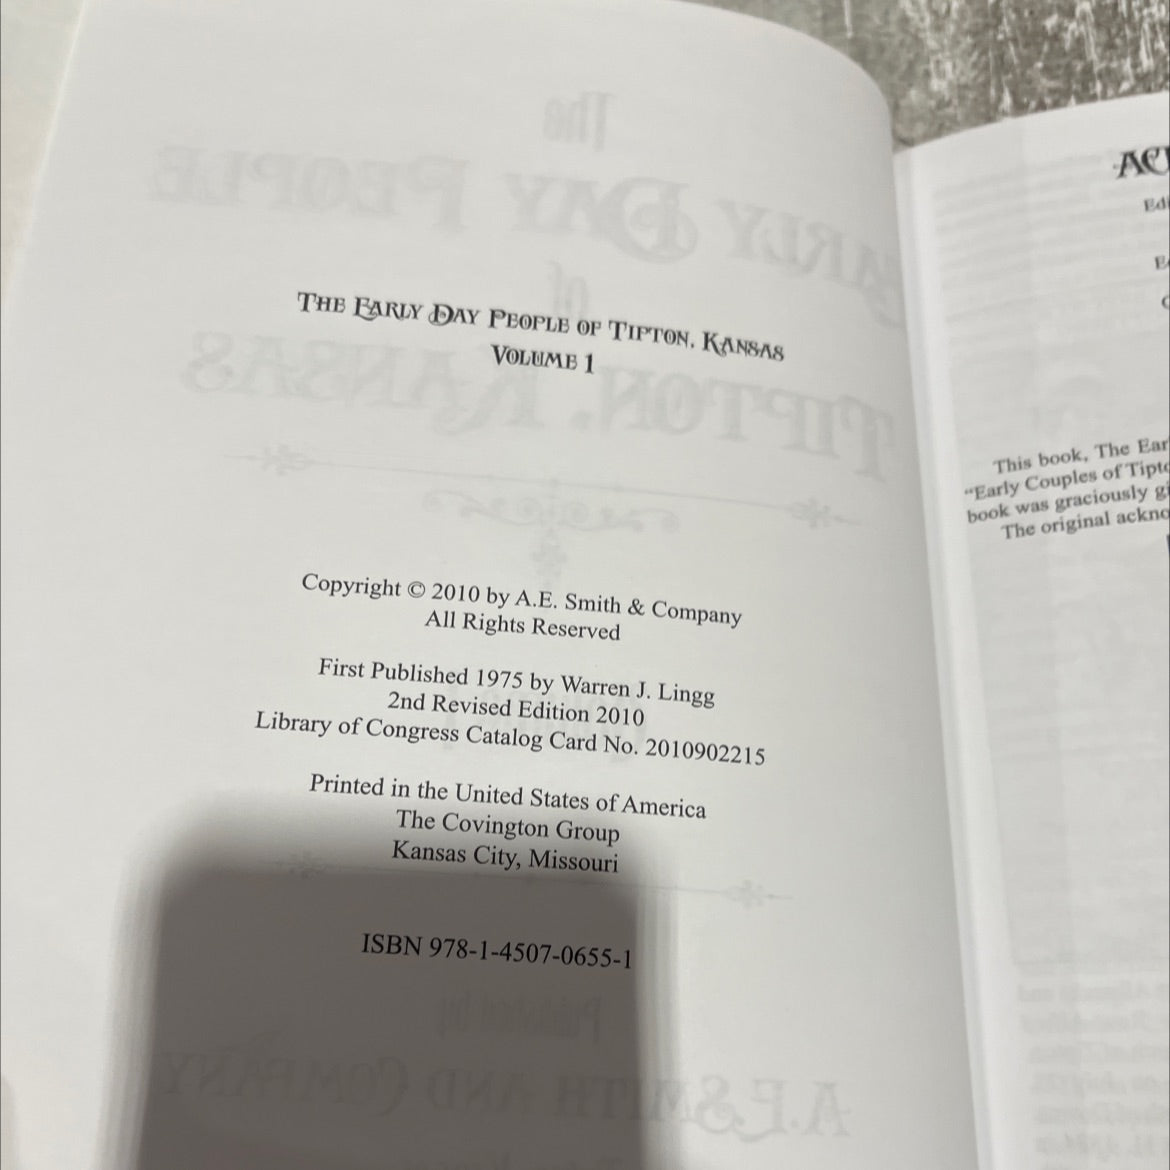 The Early Day People of Tipton, Kansas
Volume 1
Copyright © 2010 by A.E. Smith & Company
All Rights Reserved
First Published 1975 by Warren J. Lingg
2nd Revised Edition 2010
Library of Congress Catalog Card No. 2010902215
Printed in the United States of America
The Covington Group
Kansas City, Missouri
ISBN 978-1-4507-0655-1
This book, The Ear
"Early Couples of Tipto
book was graciously gi
The original ackno